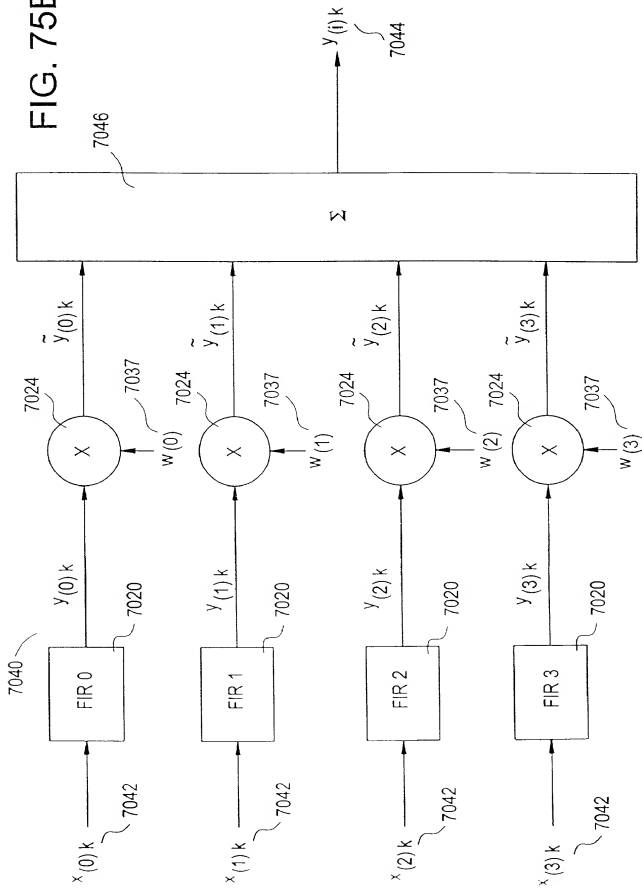 FIG. 75B
7040
7046
x(0)k
7042
FIR 0
7020
y(0)k
7024
X
7037
w(0)
ỹ(0)k
x(1)k
7042
FIR 1
7020
y(1)k
7024
X
7037
w(1)
ỹ(1)k
Σ
y(i)k
7044
x(2)k
7042
FIR 2
7020
y(2)k
7024
X
7037
w(2)
ỹ(2)k
x(3)k
7042
FIR 3
7020
y(3)k
7024
X
7037
w(3)
ỹ(3)k